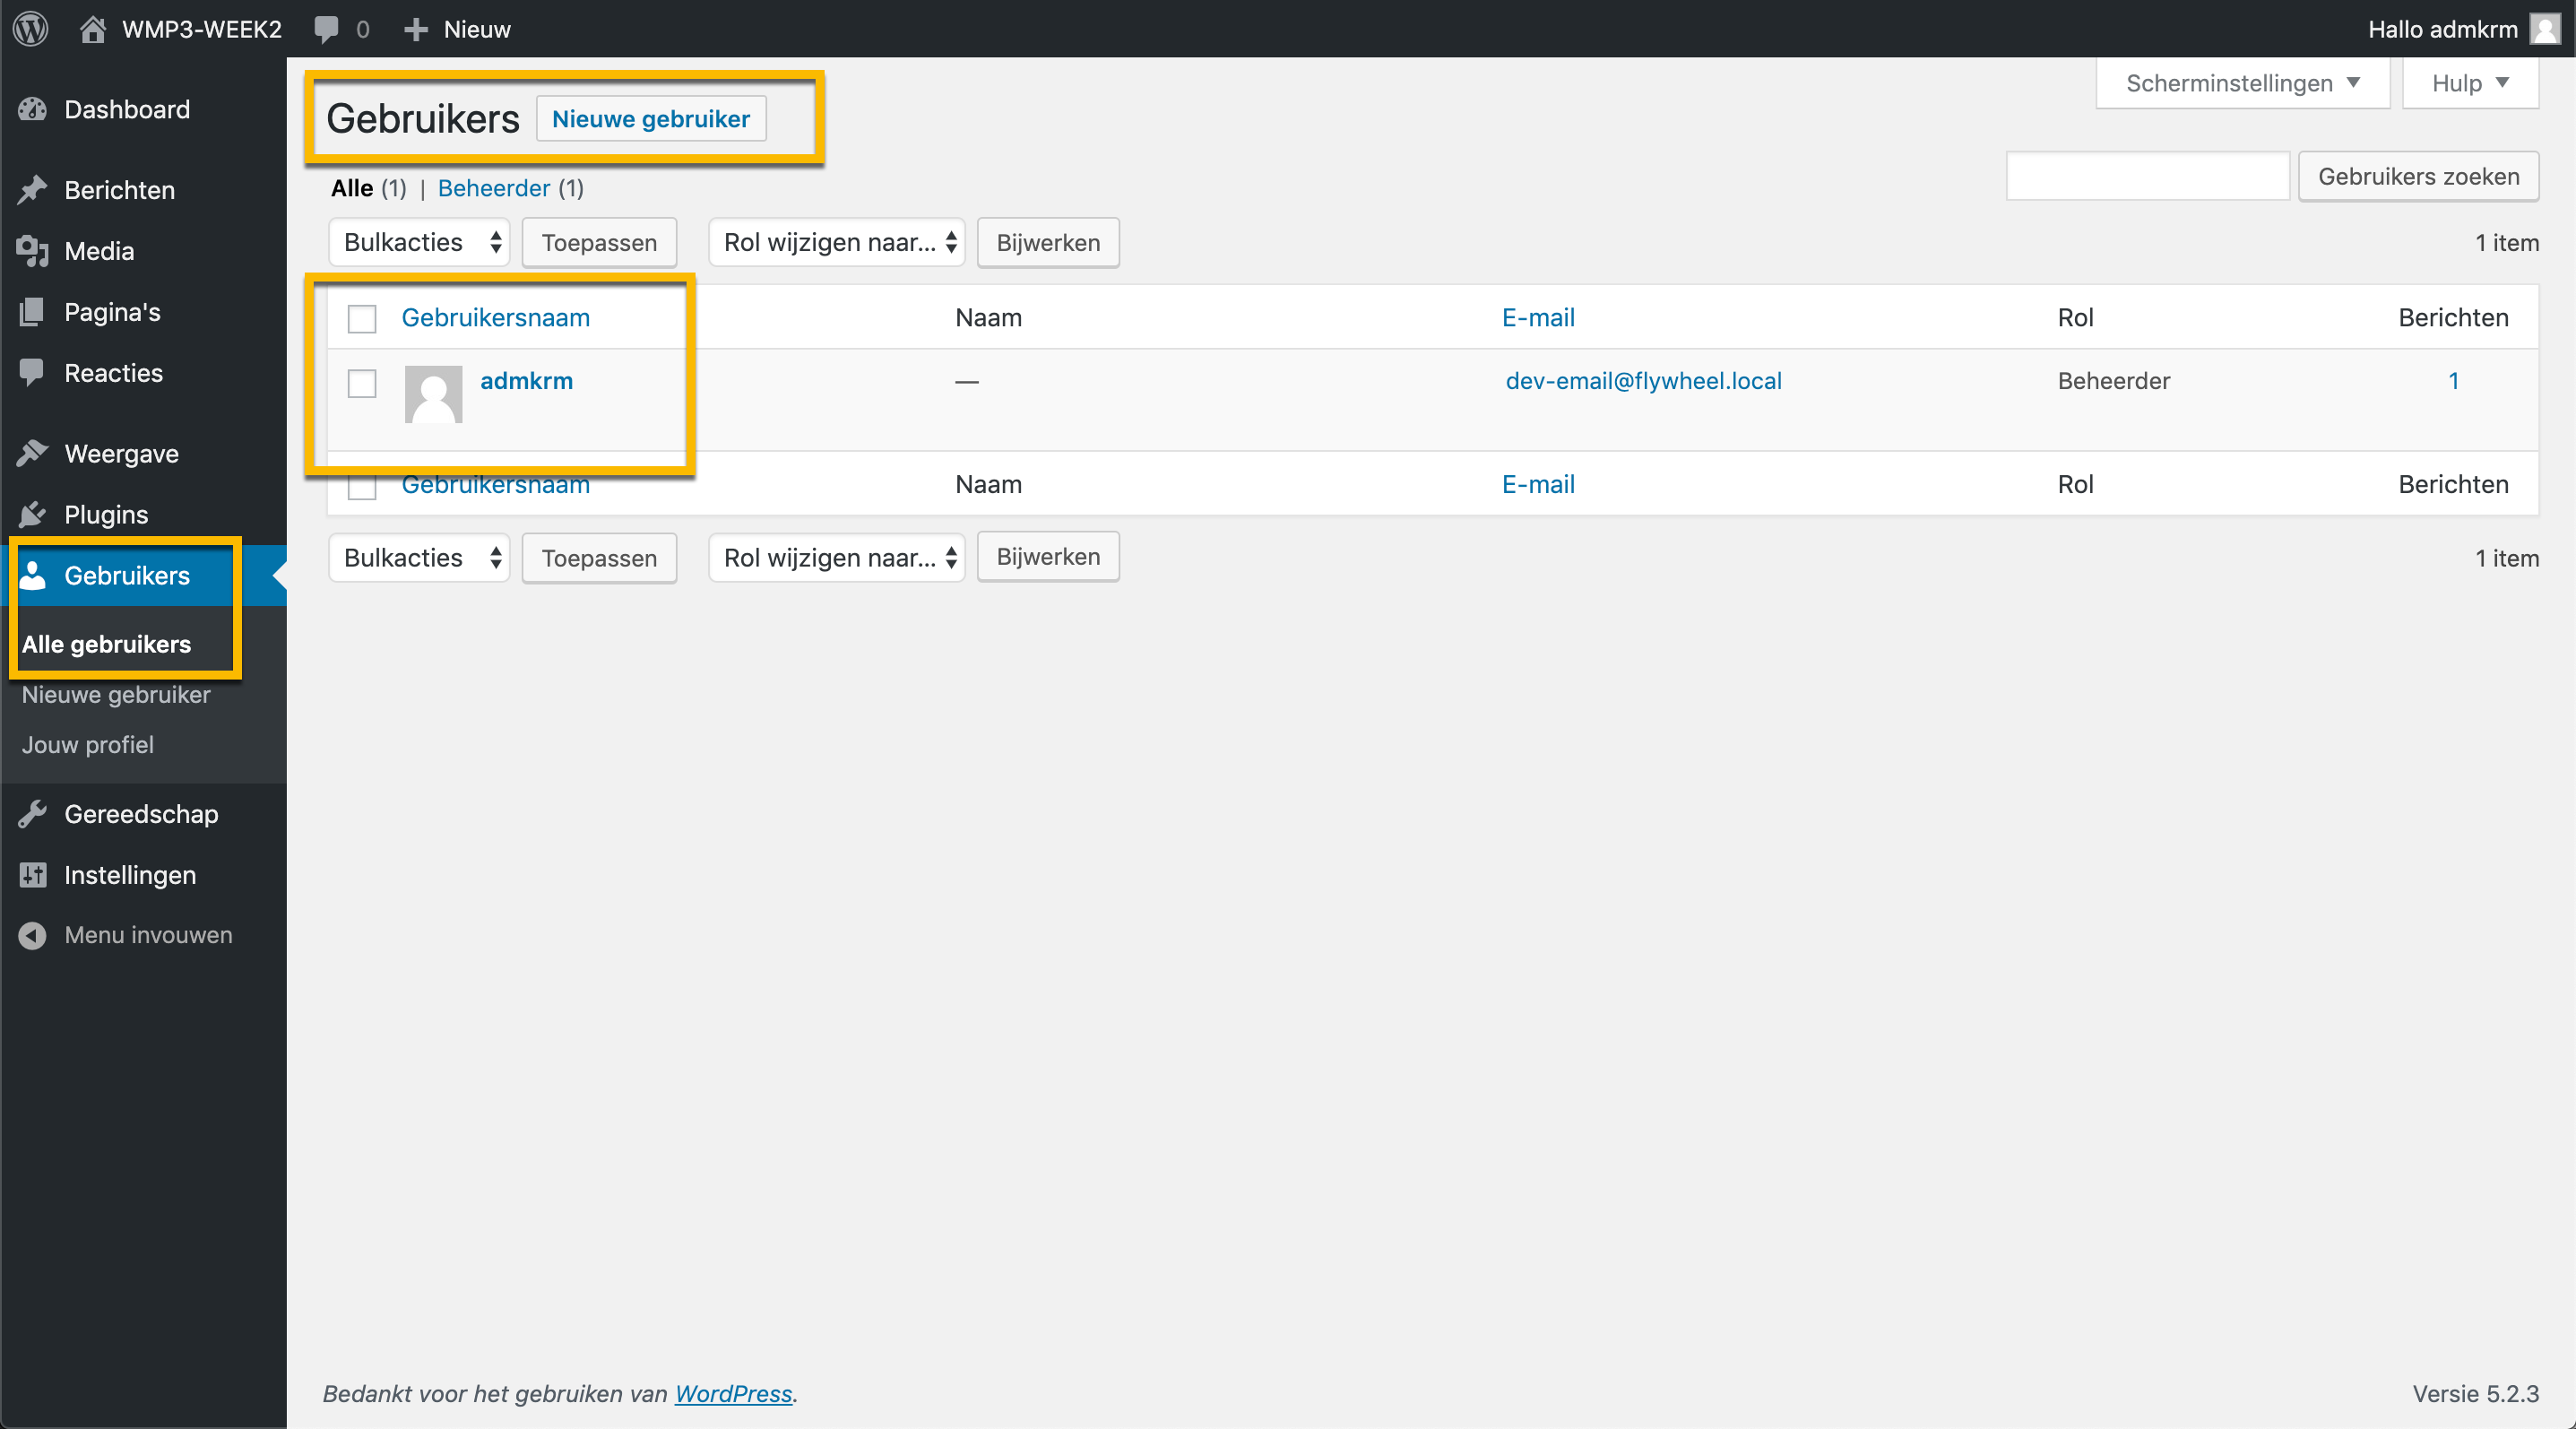 WMP3-WEEK2 0 Nieuw Hallo admkrm
Dashboard
Berichten
Media
Pagina's
Reacties
Weergave
Plugins
Gebruikers
Alle gebruikers
Nieuwe gebruiker
Jouw profiel
Gereedschap
Instellingen
Menu invouwen
Scherminstellingen Hulp
Gebruikers Nieuwe gebruiker
Alle (1) | Beheerder (1)
Gebruikers zoeken
Bulkacties Toepassen Rol wijzigen naar... Bijwerken 1 item
Gebruikersnaam Naam E-mail Rol Berichten
admkrm — dev-email@flywheel.local Beheerder 1
Gebruikersnaam Naam E-mail Rol Berichten
Bulkacties Toepassen Rol wijzigen naar... Bijwerken 1 item
Bedankt voor het gebruiken van WordPress. Versie 5.2.3